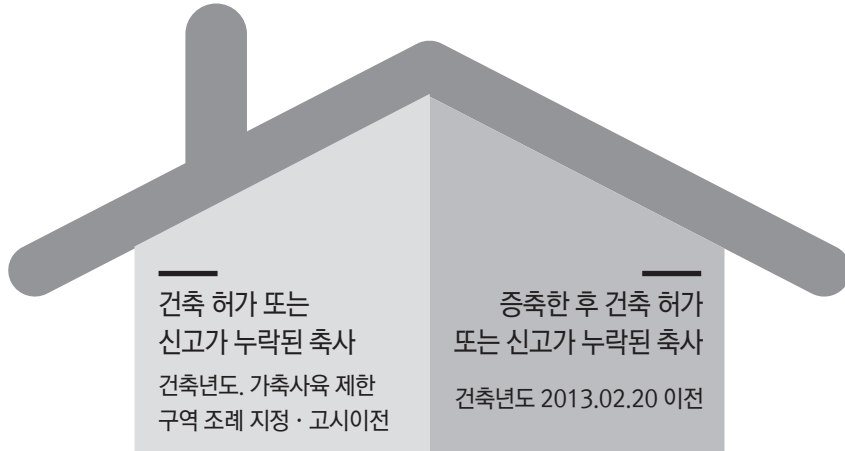 건축 허가 또는
신고가 누락된 축사
건축년도. 가축사육 제한
구역 조례 지정 · 고시이전
증축한 후 건축 허가
또는 신고가 누락된 축사
건축년도 2013.02.20 이전